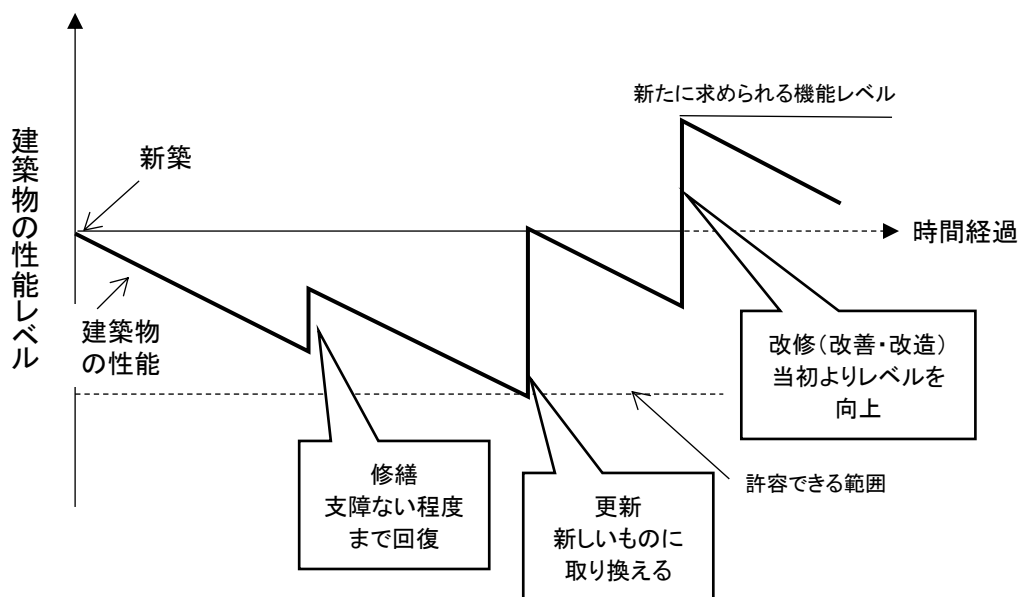 建築物の性能レベル
新たに求められる機能レベル
新築
時間経過
建築物
の性能
改修（改善・改造）
当初よりレベルを
向上
修繕
支障ない程度
まで回復
更新
新しいものに
取り換える
許容できる範囲